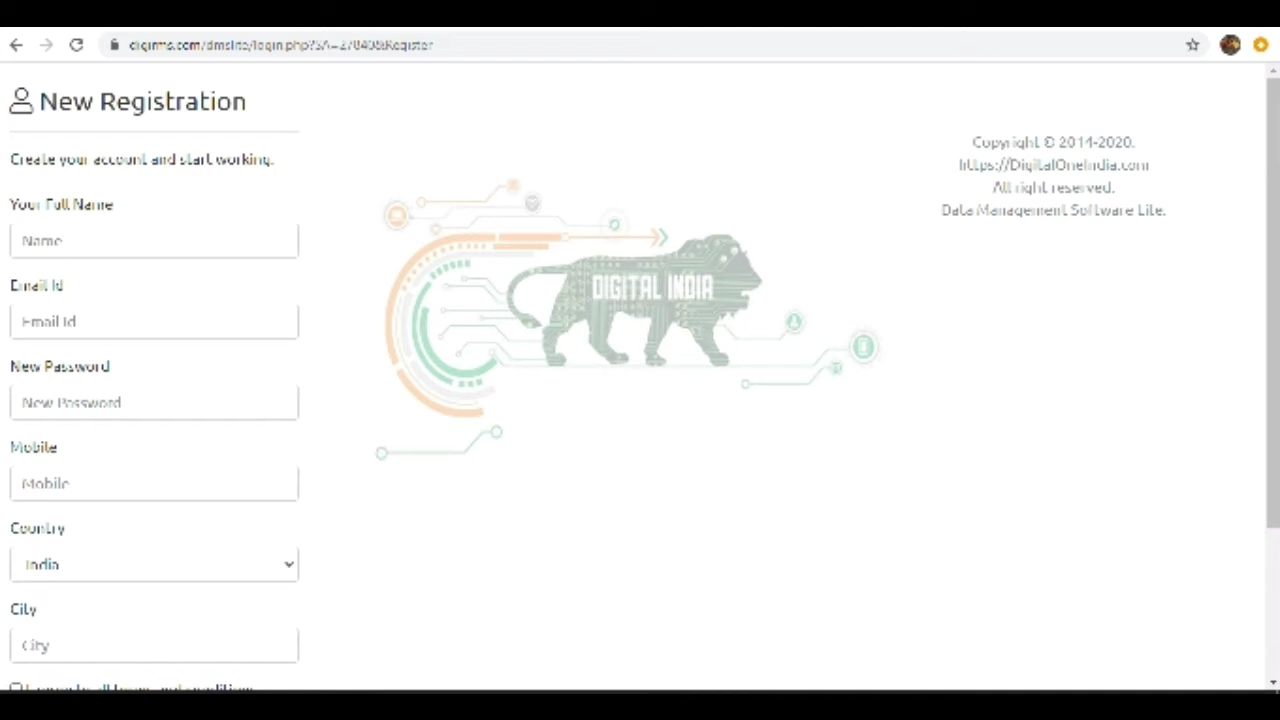 New Registration
Create your account and start working.
Your Full Name
Name
Email Id
Email Id
New Password
New Password
Mobile
Mobile
Country
India
City
City
DIGITAL INDIA
Copyright © 2014-2020.
https://DigitalOneIndia.com
All right reserved.
Data Management Software Lite.